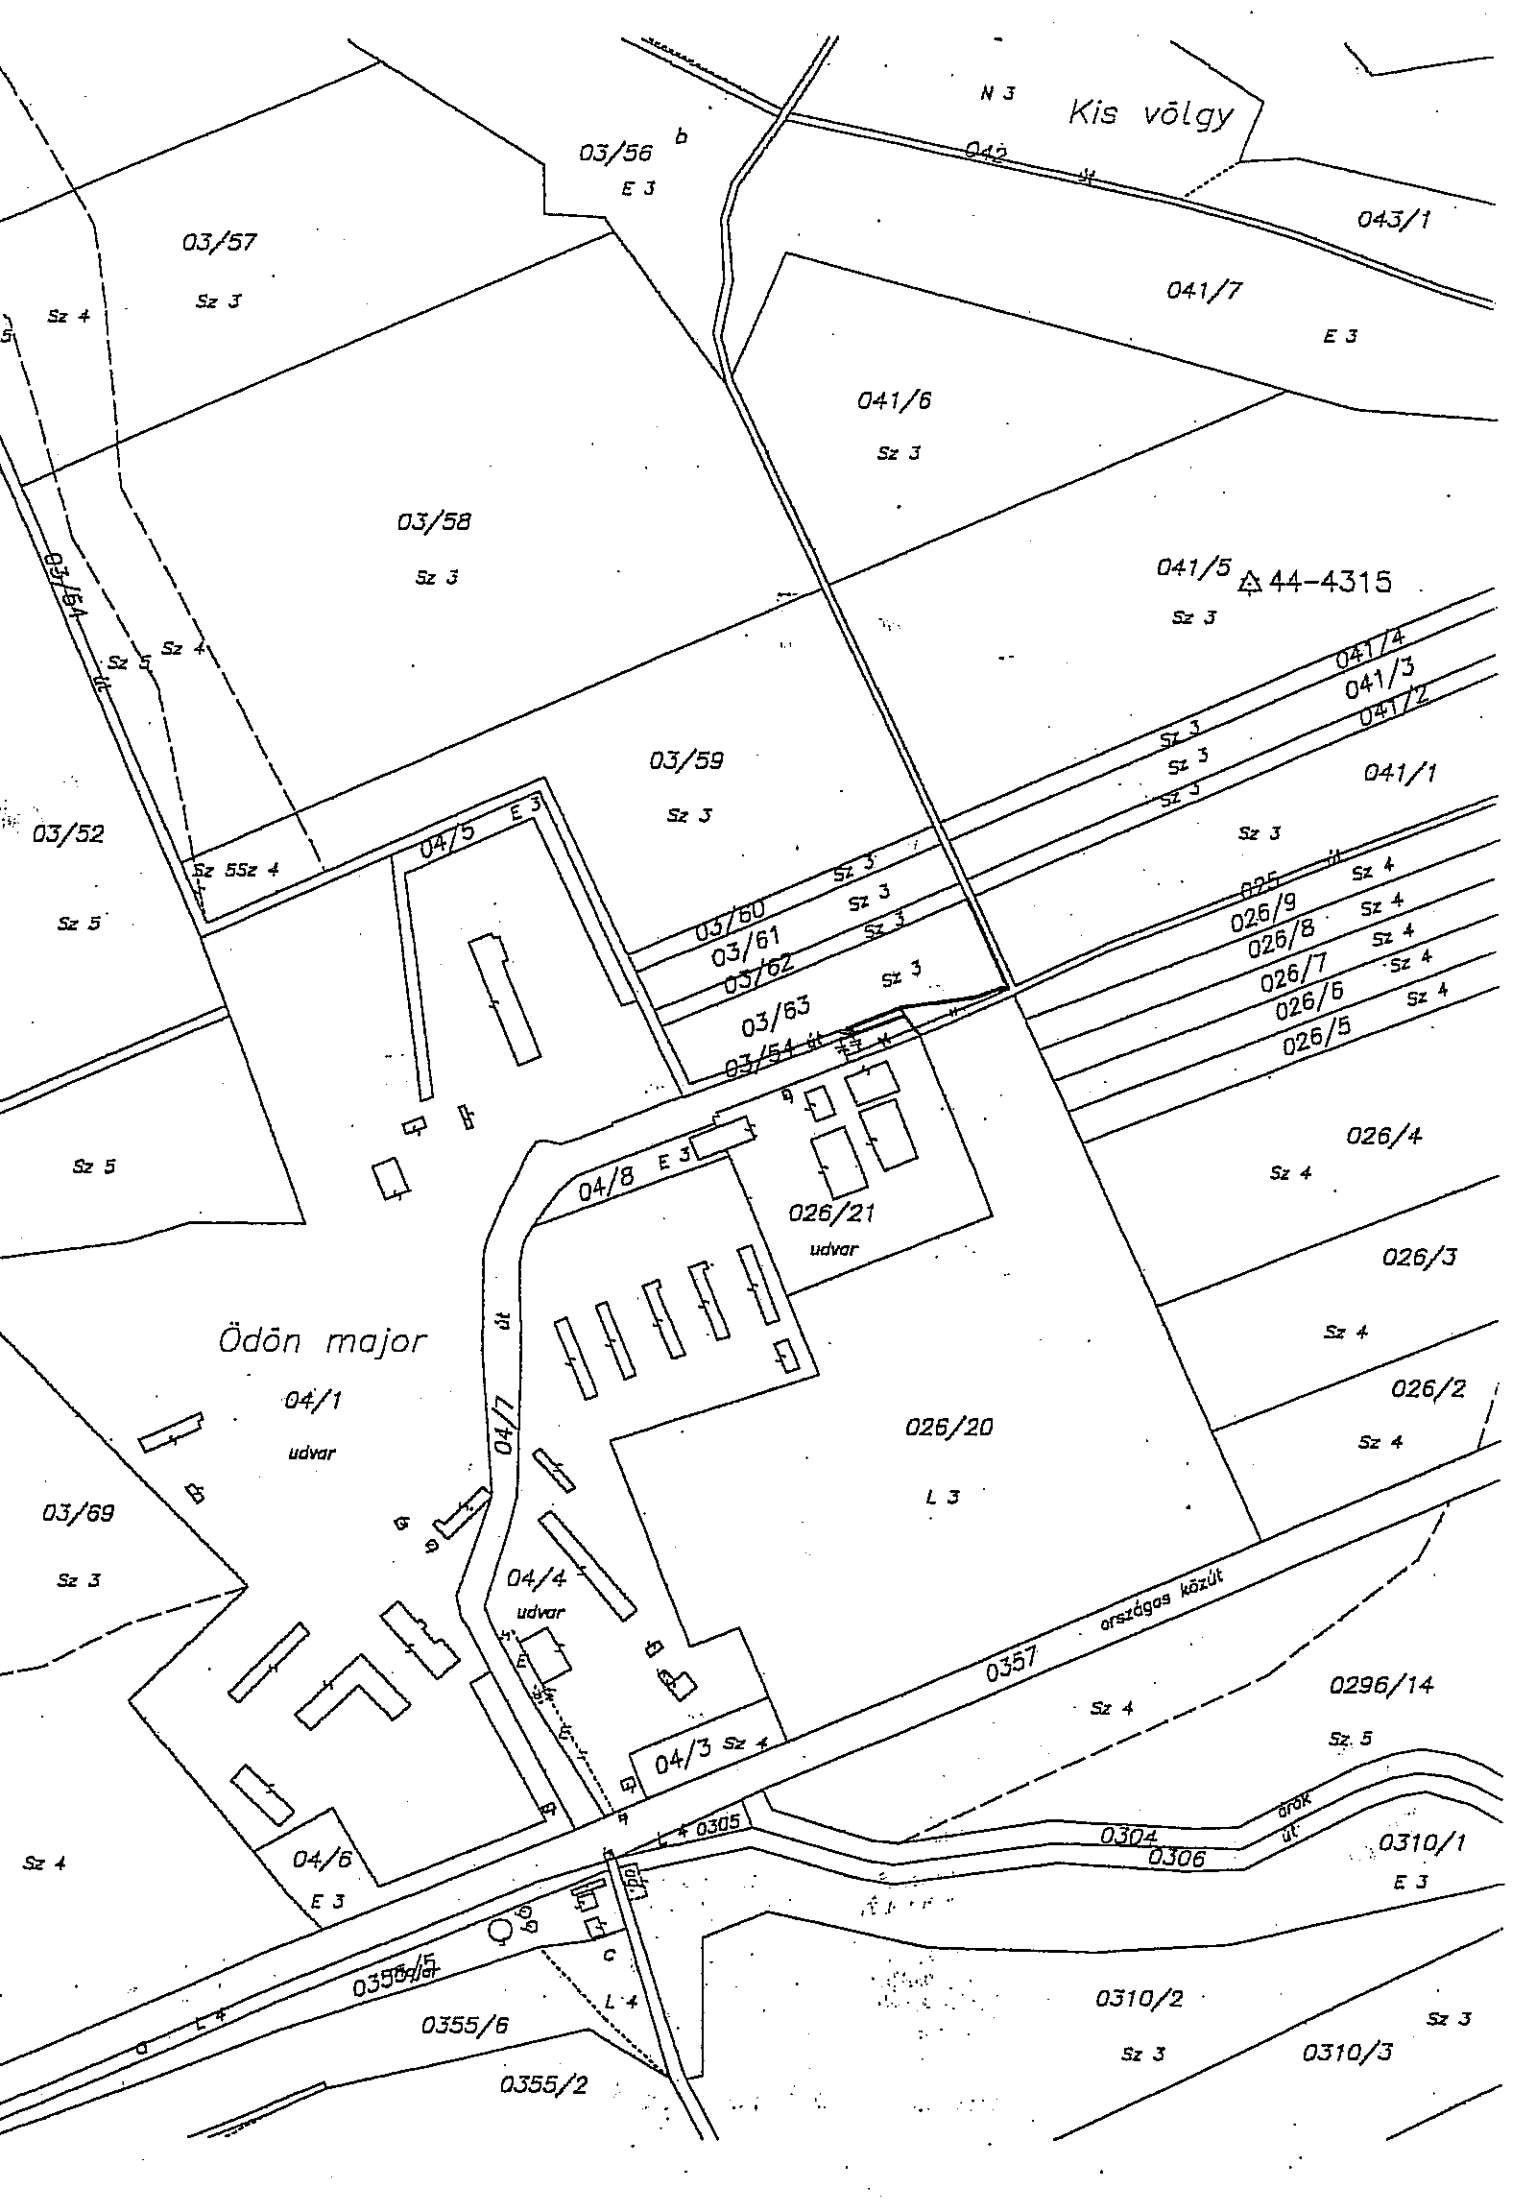 N 3
Kis völgy
b
03/56
042
út
E 3
043/1
03/57
041/7
Sz 3
Sz 4
5
E 3
041/6
Sz 3
03/58
Sz 3
041/5
44-4315
Sz 3
út
Sz 5
Sz 4
041/4
041/3
041/2
Sz 3
Sz 3
Sz 3
03/59
Sz 3
041/1
Sz 3
03/52
E 3
04/5
Sz 5
Sz 4
Sz 5
Sz 3
Sz 3
Sz 3
út
025
Sz 4
03/60
03/61
03/62
Sz 3
026/9
Sz 4
026/8
Sz 4
026/7
Sz 4
026/6
Sz 4
026/5
03/63
03/54
út
026/4
Sz 4
Sz 5
E 3
04/8
026/21
udvar
026/3
Sz 4
Ödön major
út
04/1
udvar
04/7
026/2
Sz 4
026/20
L 3
03/69
Sz 3
04/4
udvar
országos közút
0357
E
E
Sz 4
0296/14
Sz 5
04/3
Sz 4
árok
út
L 4
0305
0304
0306
0310/1
E 3
04/6
E 3
Sz 4
c
L 4
a
L 4
0355/6
0355/2
0310/2
Sz 3
Sz 3
0310/3